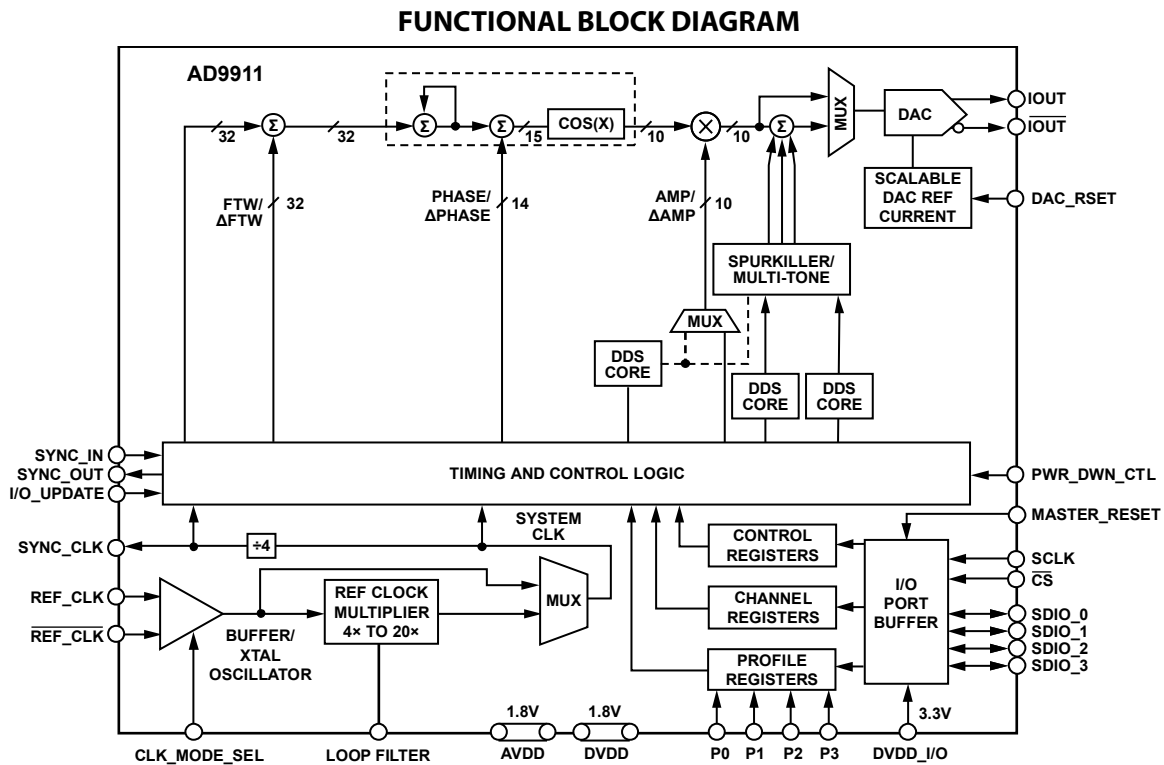 FUNCTIONAL BLOCK DIAGRAM
AD9911
Σ
Σ
Σ
COS(X)
×
Σ
MUX
DAC
IOUT
IOUT
32
32
15
10
10
FTW/
ΔFTW
32
PHASE/
ΔPHASE
14
AMP/
ΔAMP
10
SCALABLE
DAC REF
CURRENT
DAC_RSET
SPURKILLER/
MULTI-TONE
MUX
DDS
CORE
DDS
CORE
DDS
CORE
SYNC_IN
SYNC_OUT
I/O_UPDATE
TIMING AND CONTROL LOGIC
PWR_DWN_CTL
MASTER_RESET
SYNC_CLK
÷4
SYSTEM
CLK
CONTROL
REGISTERS
SCLK
CS
REF_CLK
REF_CLK
BUFFER/
XTAL
OSCILLATOR
REF CLOCK
MULTIPLIER
4× TO 20×
MUX
CHANNEL
REGISTERS
I/O
PORT
BUFFER
SDIO_0
SDIO_1
SDIO_2
SDIO_3
PROFILE
REGISTERS
1.8V
1.8V
3.3V
CLK_MODE_SEL
LOOP FILTER
AVDD
DVDD
P0
P1
P2
P3
DVDD_I/O